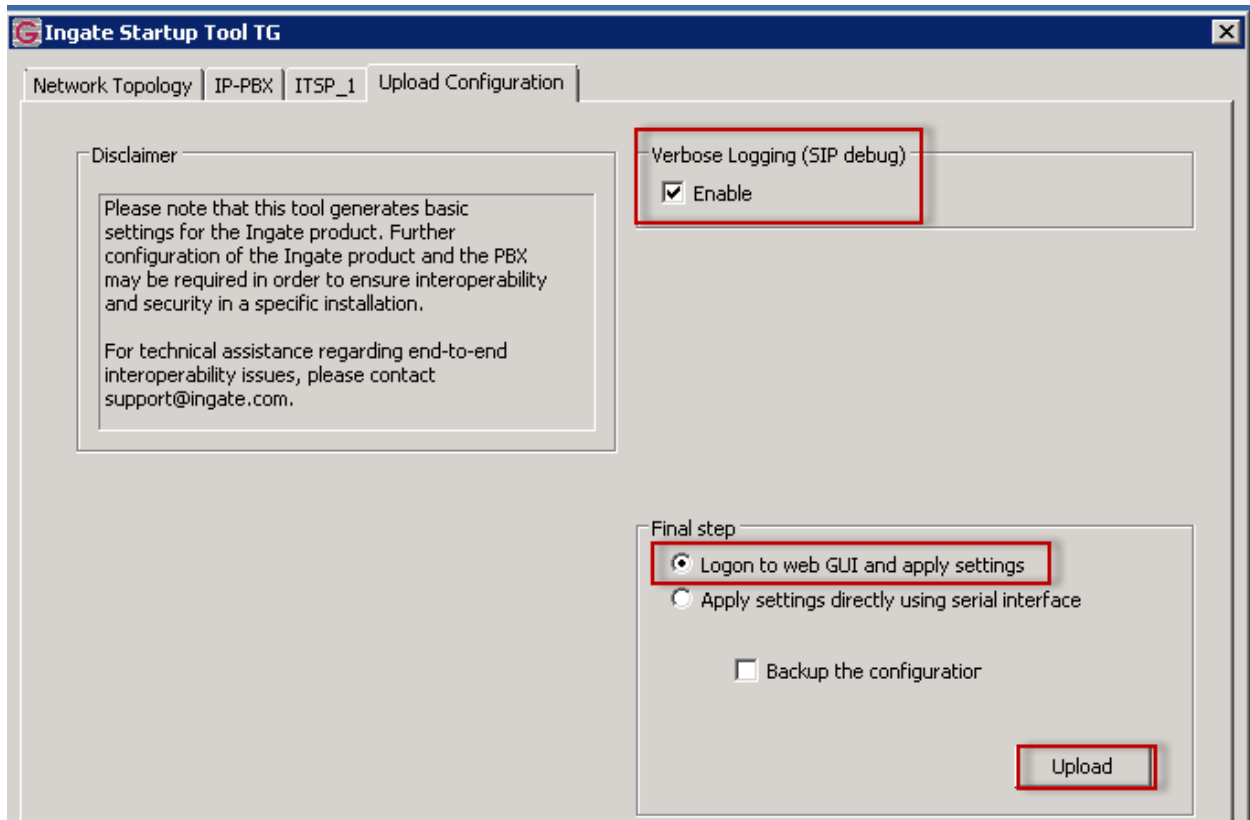 Ingate Startup Tool TG
Network Topology IP-PBX ITSP_1 Upload Configuration
Disclaimer
Please note that this tool generates basic
settings for the Ingate product. Further
configuration of the Ingate product and the PBX
may be required in order to ensure interoperability
and security in a specific installation.
For technical assistance regarding end-to-end
interoperability issues, please contact
support@ingate.com.
Verbose Logging (SIP debug)
Enable
Final step
Logon to web GUI and apply settings
Apply settings directly using serial interface
Backup the configuration
Upload